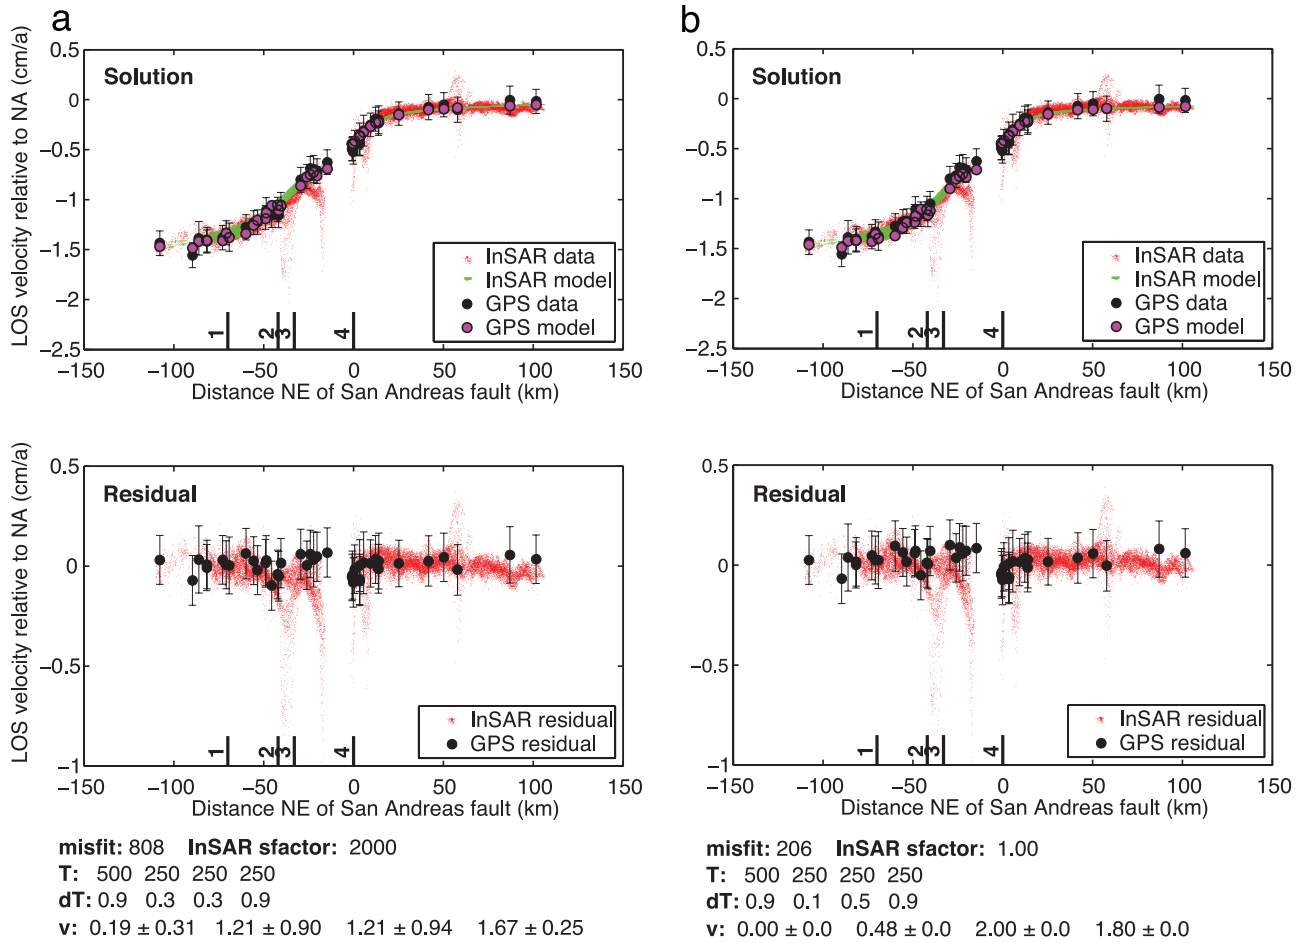 a
LOS velocity relative to NA (cm/a)
Solution
0.5
0
−0.5
−1
−1.5
−2
−2.5
InSAR data
InSAR model
GPS data
GPS model
1
2
3
4
−150 −100 −50 0 50 100 150
Distance NE of San Andreas fault (km)
b
Solution
0.5
0
−0.5
−1
−1.5
−2
−2.5
InSAR data
InSAR model
GPS data
GPS model
1
2
3
4
−150 −100 −50 0 50 100 150
Distance NE of San Andreas fault (km)
LOS velocity relative to NA (cm/a)
Residual
0.5
0
−0.5
−1
InSAR residual
GPS residual
1
2
3
4
−150 −100 −50 0 50 100 150
Distance NE of San Andreas fault (km)
Residual
0.5
0
−0.5
−1
InSAR residual
GPS residual
1
2
3
4
−150 −100 −50 0 50 100 150
Distance NE of San Andreas fault (km)
misfit: 808 InSAR sfactor: 2000
T: 500 250 250 250
dT: 0.9 0.3 0.3 0.9
v: 0.19 ± 0.31 1.21 ± 0.90 1.21 ± 0.94 1.67 ± 0.25
misfit: 206 InSAR sfactor: 1.00
T: 500 250 250 250
dT: 0.9 0.1 0.5 0.9
v: 0.00 ± 0.0 0.48 ± 0.0 2.00 ± 0.0 1.80 ± 0.0